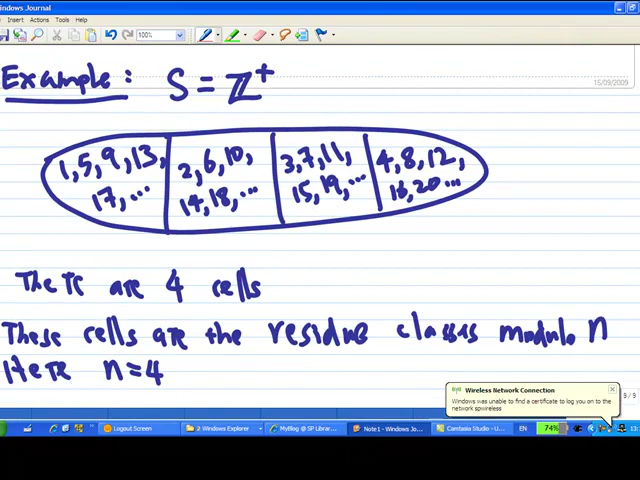 Windows Journal
Insert Actions Tools Help
100%
Example: S = ℤ⁺
15/09/2009
1, 5, 9, 13, 17, ...
2, 6, 10, 14, 18, ...
3, 7, 11, 15, 19, ...
4, 8, 12, 16, 20 ...
There are 4 cells
These cells are the residue classes modulo n
Here n=4
Wireless Network Connection
Windows was unable to find a certificate to log you on to the
network spwireless
9/9
Logout Screen
2 Windows Explorer
MyBlog @ SP Librar...
Note1 - Windows Jo...
Camtasia Studio - U...
EN
74%